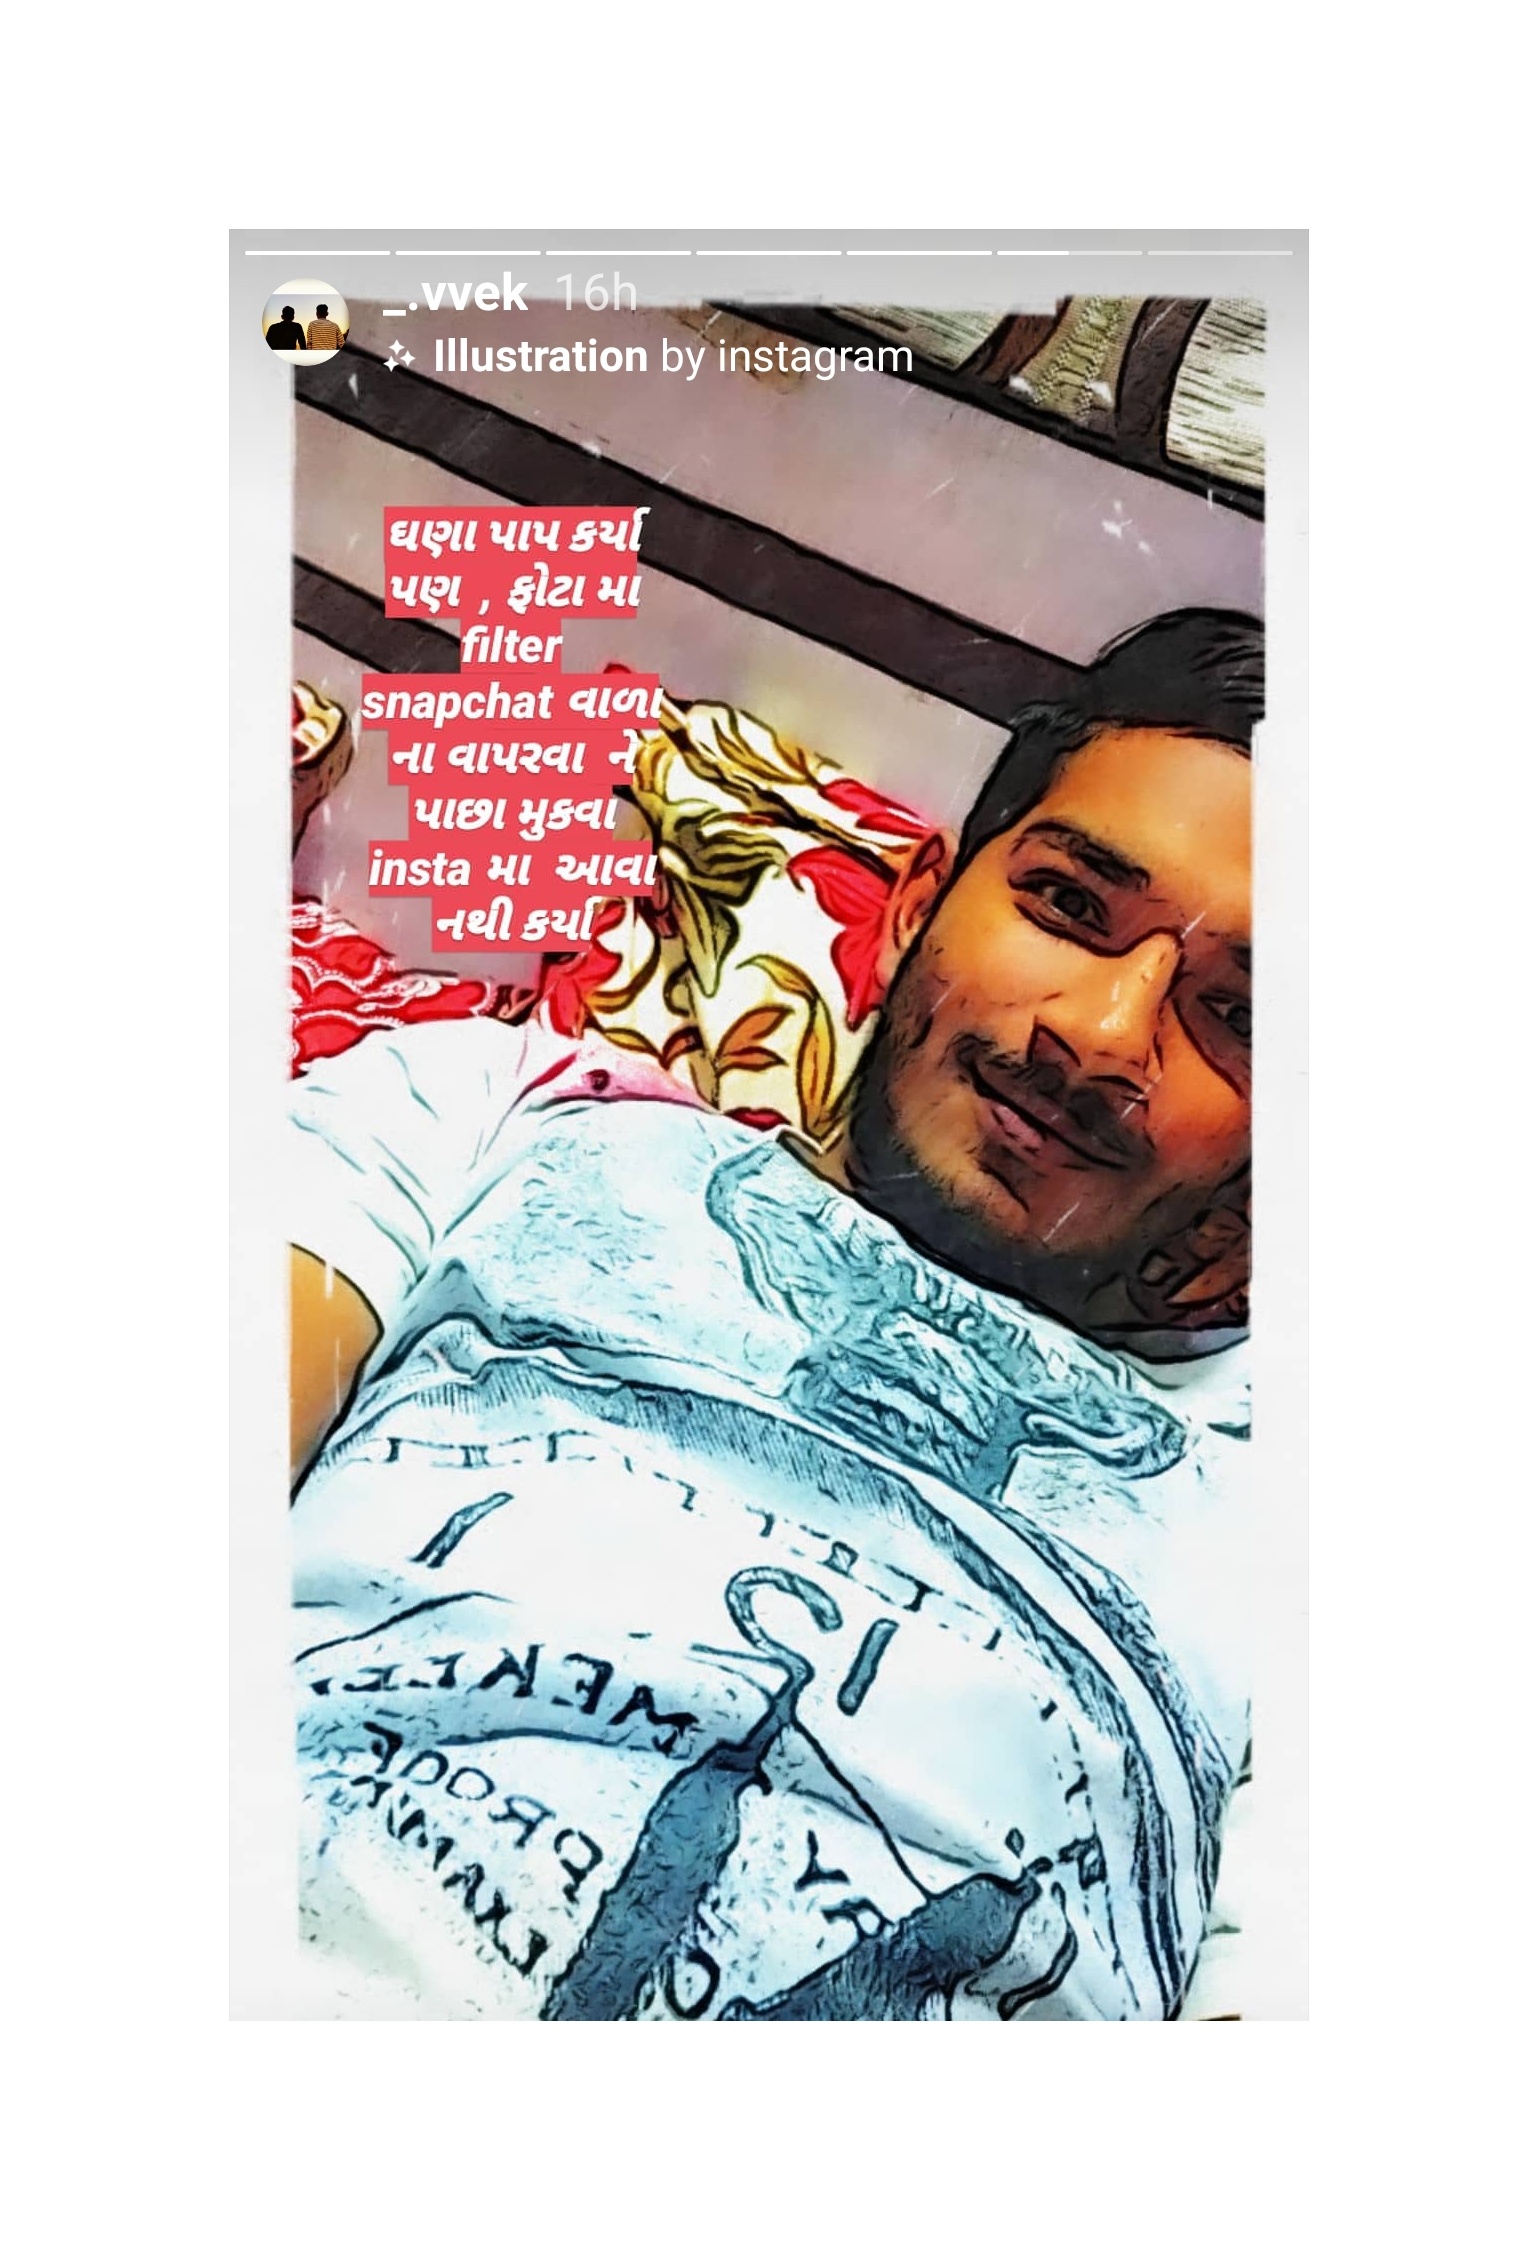 _.vvek 16h
Illustration by instagram
ઘણા પાપ કર્યા
પણ , ફોટા મા
filter
snapchat વાળા
ના વાપરવા ને
પાછા મુકવા
insta મા આવા
નથી કર્યા